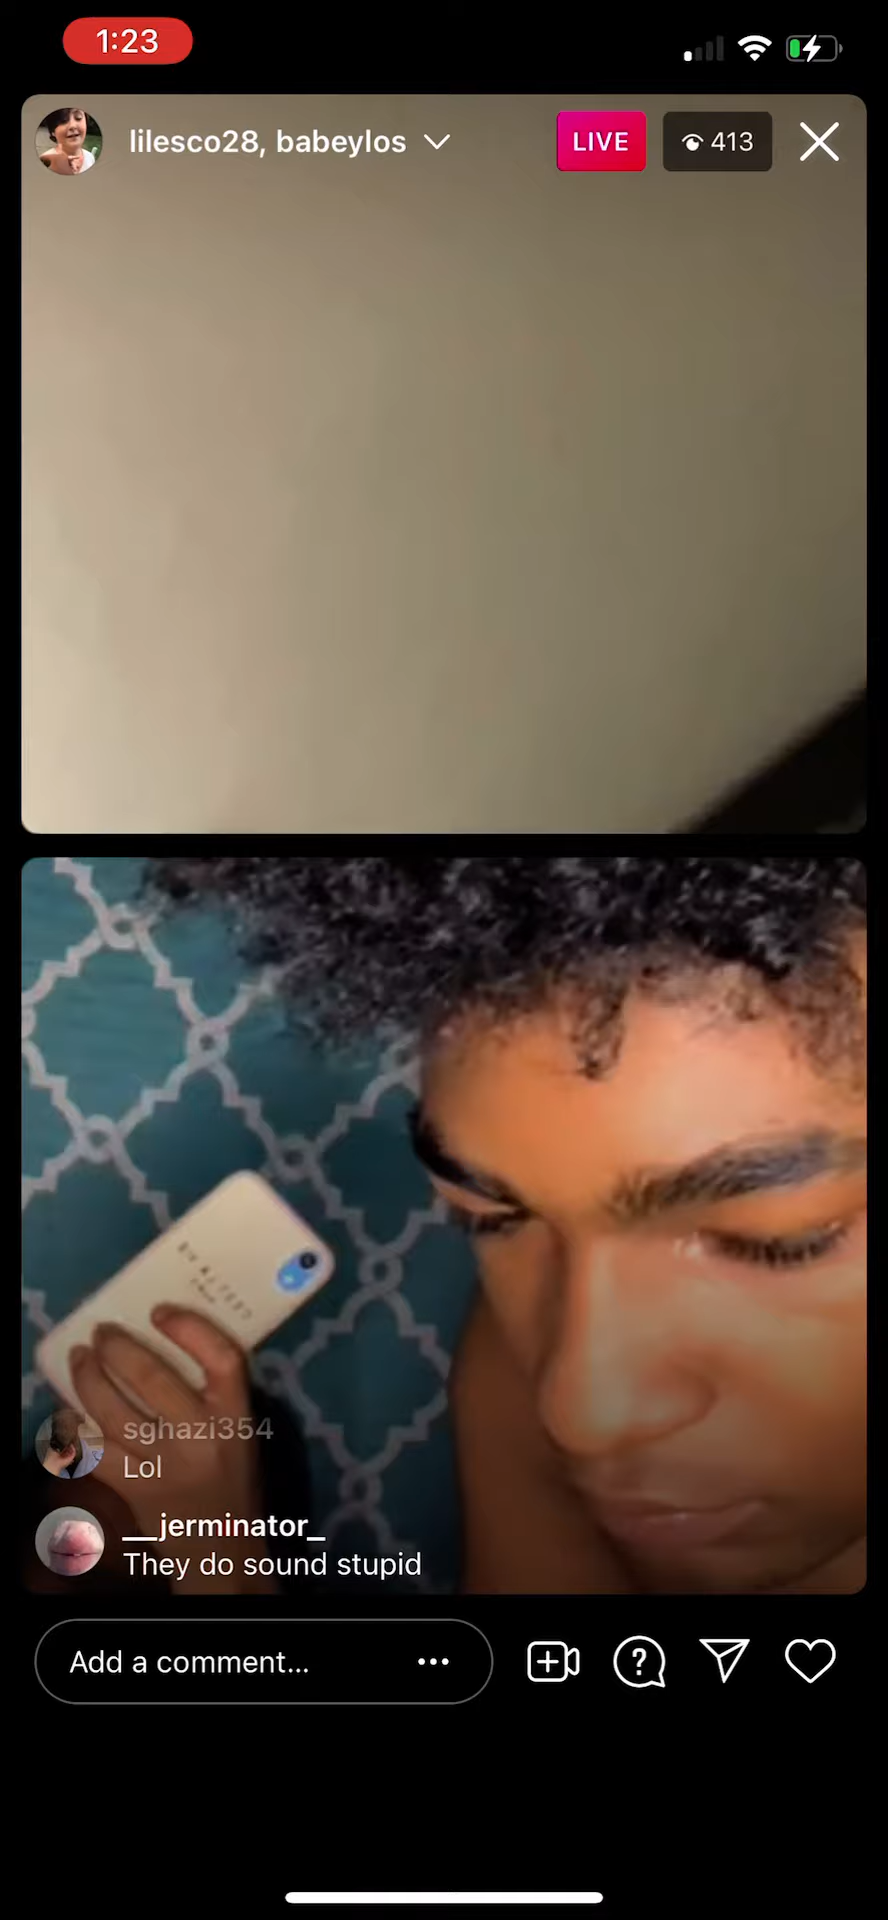 1:23
lilesco28, babeylos
LIVE
413
sghazi354
Lol
__jerminator_
They do sound stupid
Add a comment...